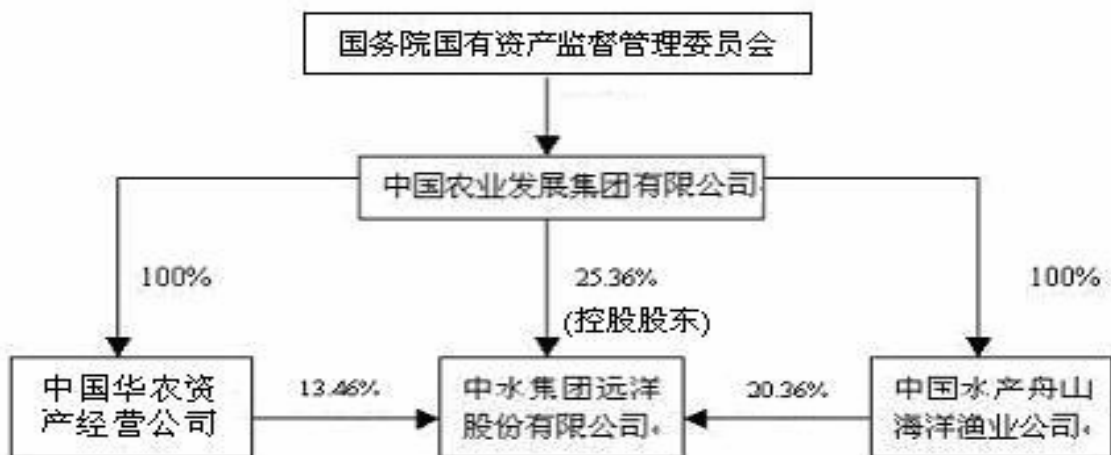 国务院国有资产监督管理委员会
中国农业发展集团有限公司
100%
25.36%
100%
(控股股东)
中国华农资
产经营公司
13.46%
中水集团远洋
股份有限公司
20.36%
中国水产舟山
海洋渔业公司